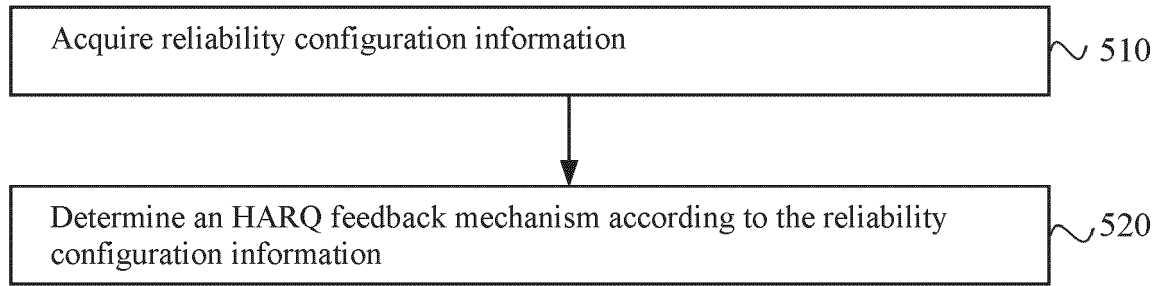 Acquire reliability configuration information
510
Determine an HARQ feedback mechanism according to the reliability
configuration information
520